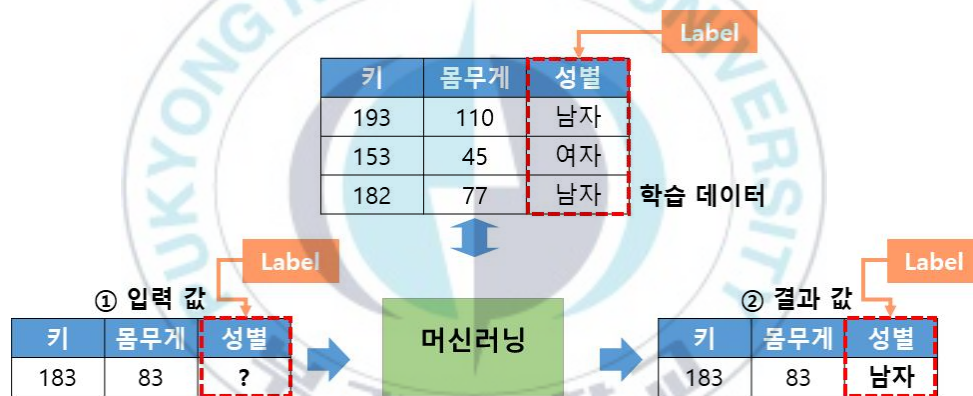 Label
키 몸무게 성별
193 110 남자
153 45 여자
182 77 남자
학습 데이터
Label
① 입력 값
키 몸무게 성별
183 83 ?
머신러닝
Label
② 결과 값
키 몸무게 성별
183 83 남자
PUKYONG